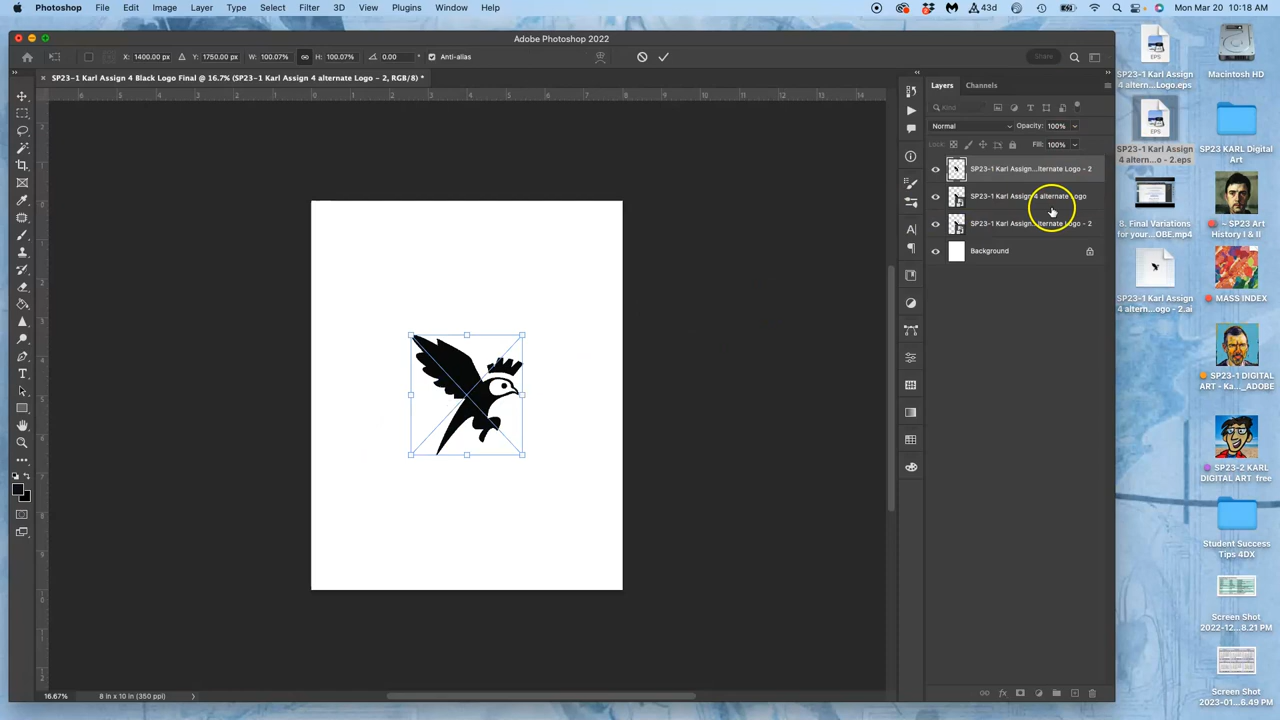 Photoshop File Edit Image Layer Type Select Filter 3D View Plugins Window Help
43d
Mon Mar 20 10:18 AM
Adobe Photoshop 2022
X: 1400.00 px Y: 1750.00 px W: 100.07% H: 100.07% 0.00 ° Anti-alias
Share
SP23-1 Karl Assign 4 Black Logo Final @ 16.7% (SP23-1 Karl Assign 4 alternate Logo - 2, RGB/8) *
Layers Channels
Kind
Normal Opacity: 100%
Lock: Fill: 100%
SP23-1 Karl Assign...lternate Logo - 2
SP23-1 Karl Assign 4 alternate Logo
SP23-1 Karl Assign...lternate Logo - 2
Background
16.67% 8 in x 10 in (350 ppi)
SP23-1 Karl Assign
4 altern...Logo.eps
EPS
SP23-1 Karl Assign
4 altern...o - 2.eps
8. Final Variations
for your...OBE.mp4
SP23-1 Karl Assign
4 altern...ogo - 2.ai
Macintosh HD
SP23 KARL Digital
Art
~ SP23 Art
History I & II
MASS INDEX
SP23-1 DIGITAL
ART - Ka..._ADOBE
SP23-2 KARL
DIGITAL ART free
Student Success
Tips 4DX
Screen Shot
2022-12...8.21 PM
Screen Shot
2023-01...6.49 PM